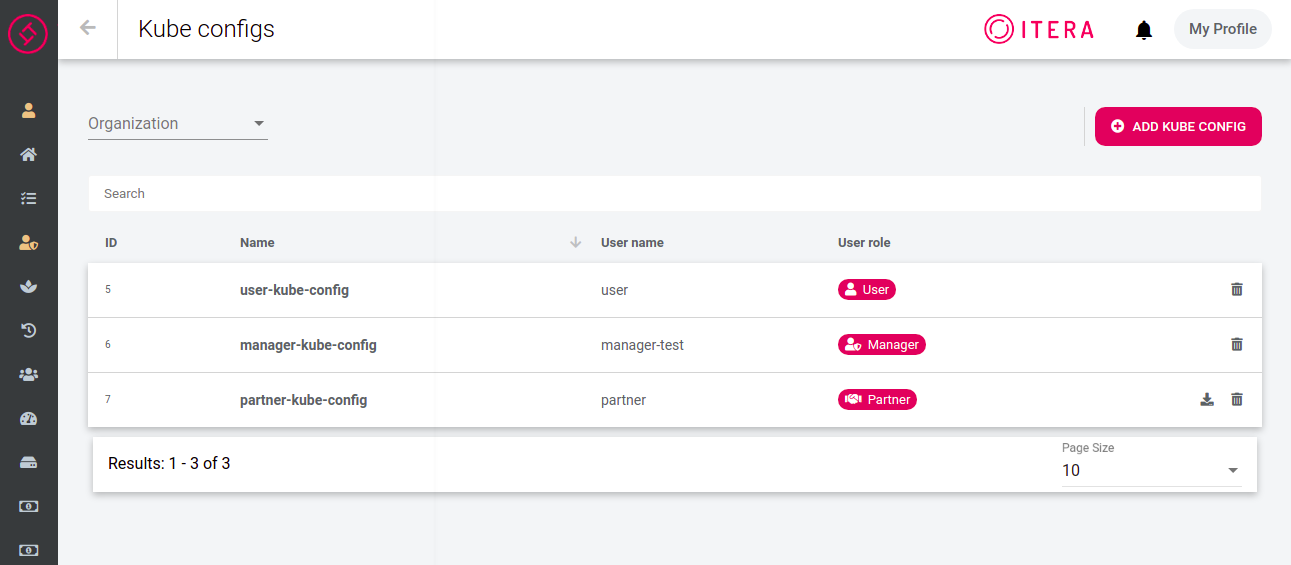 Kube configs
ITERA
My Profile
Organization
ADD KUBE CONFIG
Search
ID Name User name User role
5 user-kube-config user User
6 manager-kube-config manager-test Manager
7 partner-kube-config partner Partner
Results: 1 - 3 of 3
Page Size
10